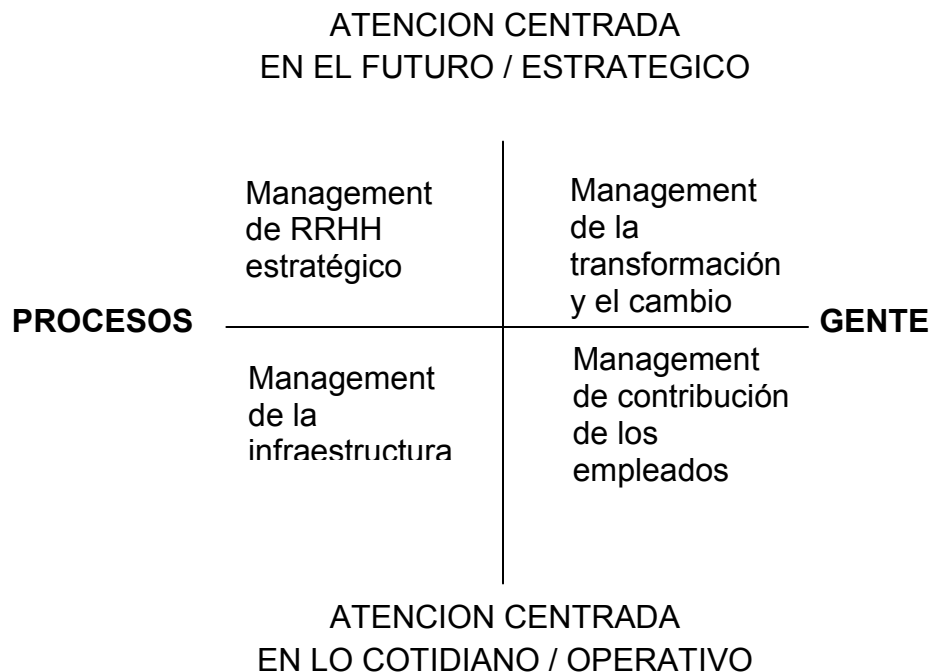 ATENCION CENTRADA
EN EL FUTURO / ESTRATEGICO
Management
de RRHH
estratégico
Management
de la
transformación
y el cambio
PROCESOS
GENTE
Management
de la
infraestructura
Management
de contribución
de los
empleados
ATENCION CENTRADA
EN LO COTIDIANO / OPERATIVO